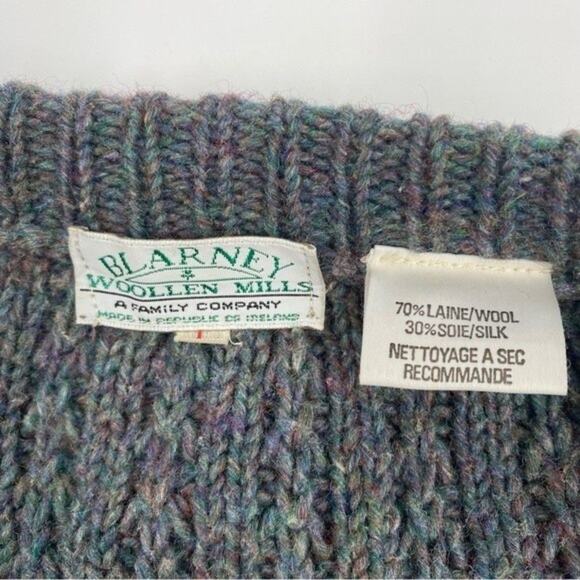 BLARNEY
WOOLLEN MILLS
A FAMILY COMPANY
MADE IN REPUBLIC OF IRELAND
70% LAINE/WOOL
30% SOIE/SILK
NETTOYAGE A SEC
RECOMMANDE